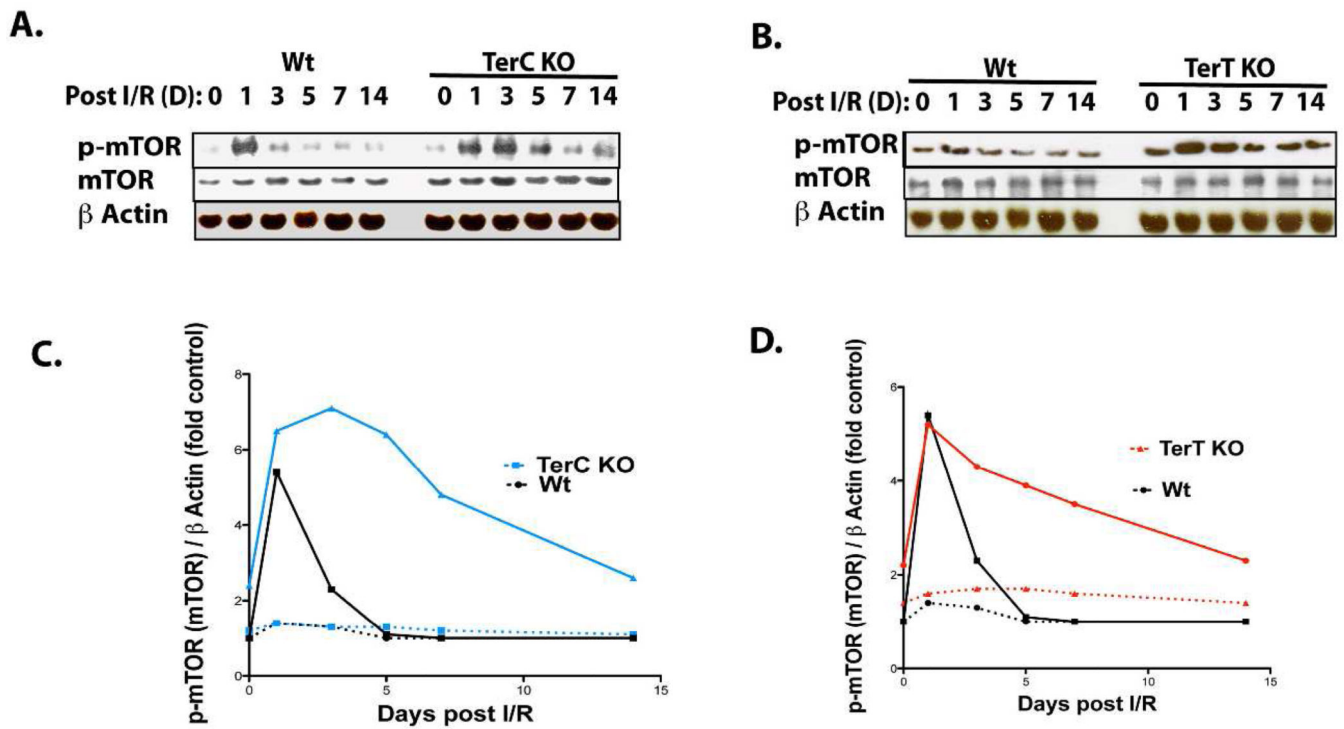 A.
Wt TerC KO
Post I/R (D): 0 1 3 5 7 14 0 1 3 5 7 14
p-mTOR
mTOR
β Actin
B.
Wt TerT KO
Post I/R (D): 0 1 3 5 7 14 0 1 3 5 7 14
p-mTOR
mTOR
β Actin
C.
p-mTOR (mTOR) / β Actin (fold control)
8
6
4
2
0
0 5 10 15
Days post I/R
TerC KO
Wt
D.
p-mTOR (mTOR) / β Actin (fold control)
6
4
2
0
0 5 10 15
Days post I/R
TerT KO
Wt